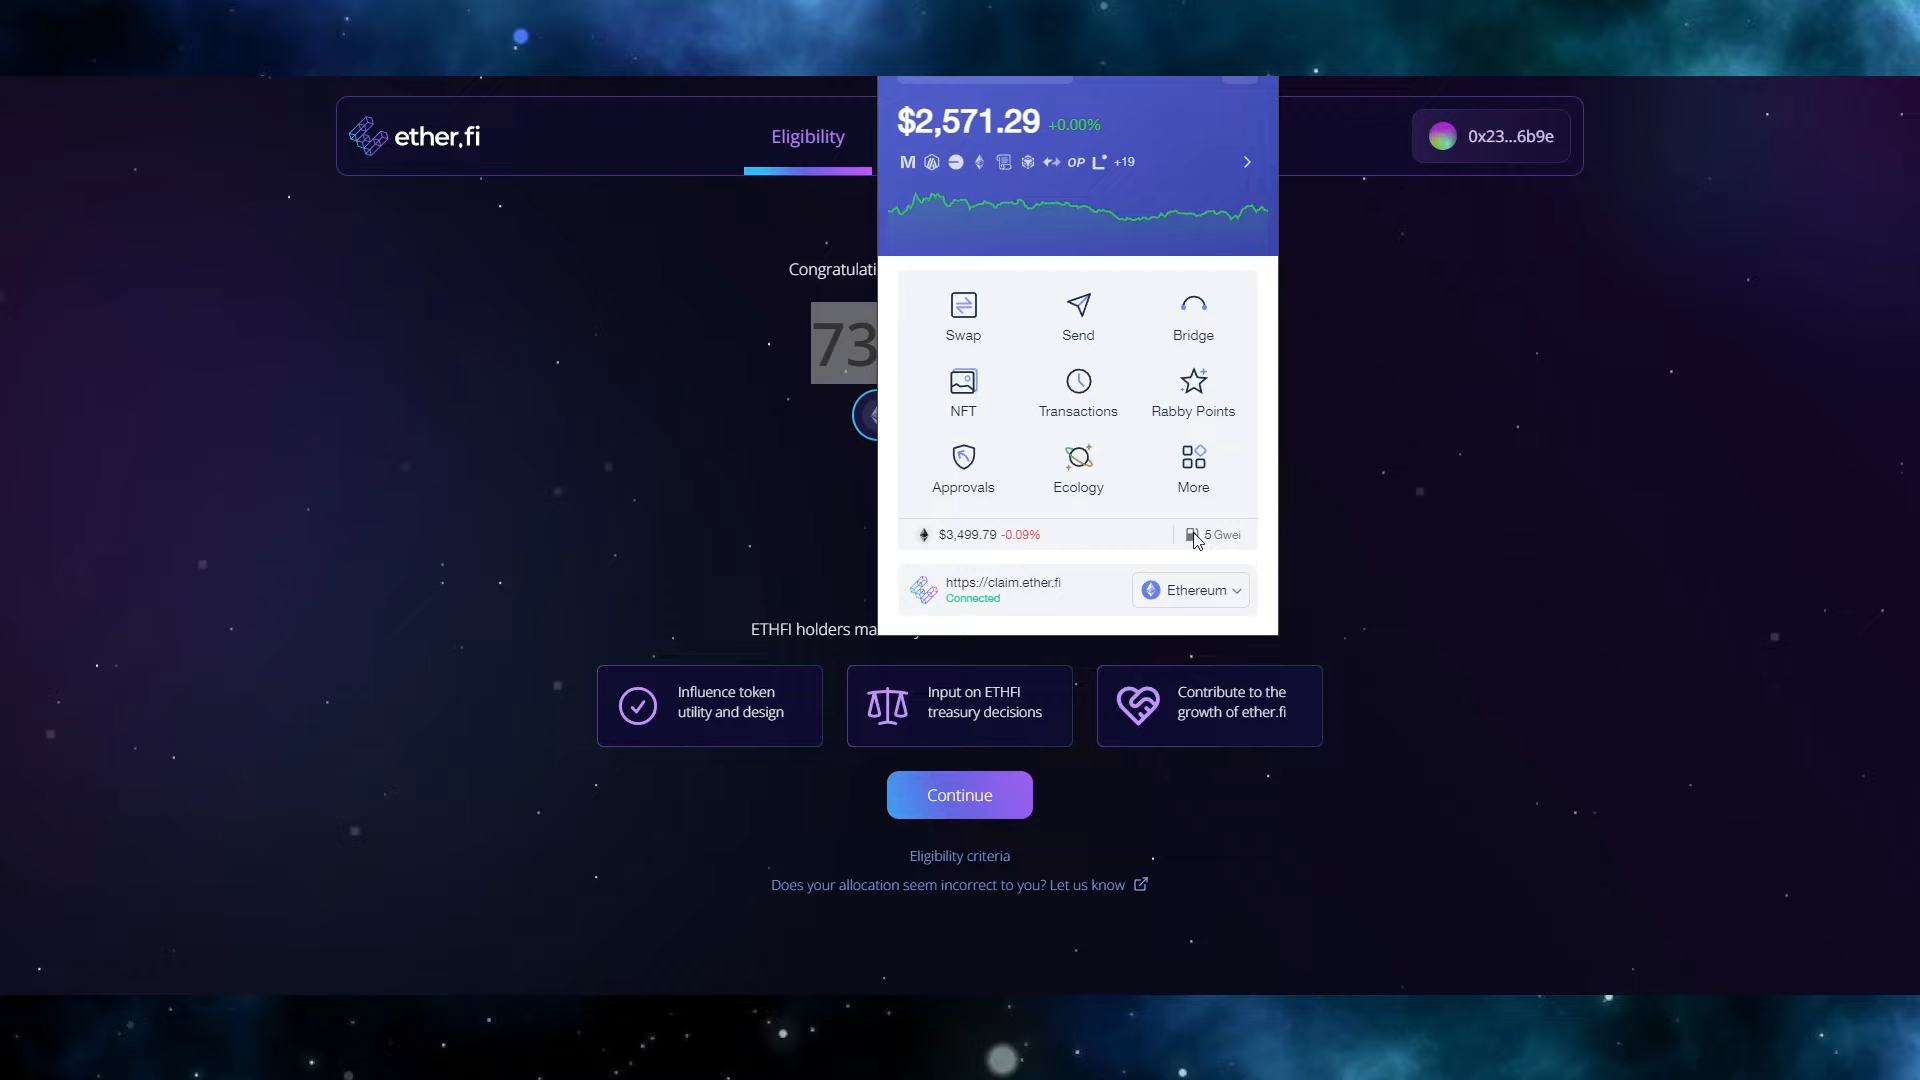 ether.fi
Eligibility
0x23...6b9e
$2,571.29 +0.00%
M OP L +19
Congratulati
73
Swap
Send
Bridge
NFT
Transactions
Rabby Points
Approvals
Ecology
More
$3,499.79 -0.09%
5 Gwei
https://claim.ether.fi
Connected
Ethereum
ETHFI holders ma
Influence token
utility and design
Input on ETHFI
treasury decisions
Contribute to the
growth of ether.fi
Continue
Eligibility criteria
Does your allocation seem incorrect to you? Let us know